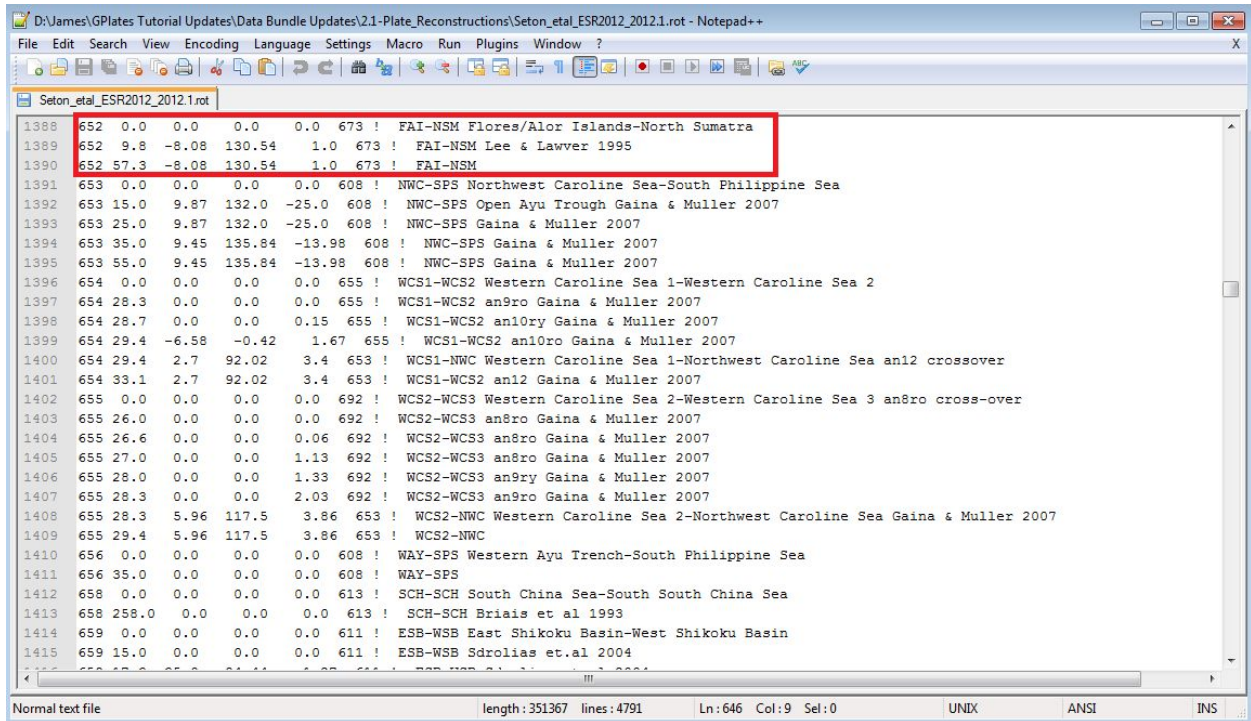 D:\James\GPlates Tutorial Updates\Data Bundle Updates\2.1-Plate_Reconstructions\Seton_etal_ESR2012_2012.1.rot - Notepad++
File Edit Search View Encoding Language Settings Macro Run Plugins Window ? X
Seton_etal_ESR2012_2012.1.rot
1388 652 0.0 0.0 0.0 0.0 673 ! FAI-NSM Flores/Alor Islands-North Sumatra
1389 652 9.8 -8.08 130.54 1.0 673 ! FAI-NSM Lee & Lawver 1995
1390 652 57.3 -8.08 130.54 1.0 673 ! FAI-NSM
1391 653 0.0 0.0 0.0 0.0 608 ! NWC-SPS Northwest Caroline Sea-South Philippine Sea
1392 653 15.0 9.87 132.0 -25.0 608 ! NWC-SPS Open Ayu Trough Gaina & Muller 2007
1393 653 25.0 9.87 132.0 -25.0 608 ! NWC-SPS Gaina & Muller 2007
1394 653 35.0 9.45 135.84 -13.98 608 ! NWC-SPS Gaina & Muller 2007
1395 653 55.0 9.45 135.84 -13.98 608 ! NWC-SPS Gaina & Muller 2007
1396 654 0.0 0.0 0.0 0.0 655 ! WCS1-WCS2 Western Caroline Sea 1-Western Caroline Sea 2
1397 654 28.3 0.0 0.0 0.0 655 ! WCS1-WCS2 an9ro Gaina & Muller 2007
1398 654 28.7 0.0 0.0 0.15 655 ! WCS1-WCS2 an10ry Gaina & Muller 2007
1399 654 29.4 -6.58 -0.42 1.67 655 ! WCS1-WCS2 an10ro Gaina & Muller 2007
1400 654 29.4 2.7 92.02 3.4 653 ! WCS1-NWC Western Caroline Sea 1-Northwest Caroline Sea an12 crossover
1401 654 33.1 2.7 92.02 3.4 653 ! WCS1-WCS2 an12 Gaina & Muller 2007
1402 655 0.0 0.0 0.0 0.0 692 ! WCS2-WCS3 Western Caroline Sea 2-Western Caroline Sea 3 an8ro cross-over
1403 655 26.0 0.0 0.0 0.0 692 ! WCS2-WCS3 an8ro Gaina & Muller 2007
1404 655 26.6 0.0 0.0 0.06 692 ! WCS2-WCS3 an8ro Gaina & Muller 2007
1405 655 27.0 0.0 0.0 1.13 692 ! WCS2-WCS3 an8ro Gaina & Muller 2007
1406 655 28.0 0.0 0.0 1.33 692 ! WCS2-WCS3 an9ry Gaina & Muller 2007
1407 655 28.3 0.0 0.0 2.03 692 ! WCS2-WCS3 an9ro Gaina & Muller 2007
1408 655 28.3 5.96 117.5 3.86 653 ! WCS2-NWC Western Caroline Sea 2-Northwest Caroline Sea Gaina & Muller 2007
1409 655 29.4 5.96 117.5 3.86 653 ! WCS2-NWC
1410 656 0.0 0.0 0.0 0.0 608 ! WAY-SPS Western Ayu Trench-South Philippine Sea
1411 656 35.0 0.0 0.0 0.0 608 ! WAY-SPS
1412 658 0.0 0.0 0.0 0.0 613 ! SCH-SCH South China Sea-South South China Sea
1413 658 258.0 0.0 0.0 0.0 613 ! SCH-SCH Briais et al 1993
1414 659 0.0 0.0 0.0 0.0 611 ! ESB-WSB East Shikoku Basin-West Shikoku Basin
1415 659 15.0 0.0 0.0 0.0 611 ! ESB-WSB Sdrolias et.al 2004
Normal text file length : 351367 lines : 4791 Ln : 646 Col : 9 Sel : 0 UNIX ANSI INS